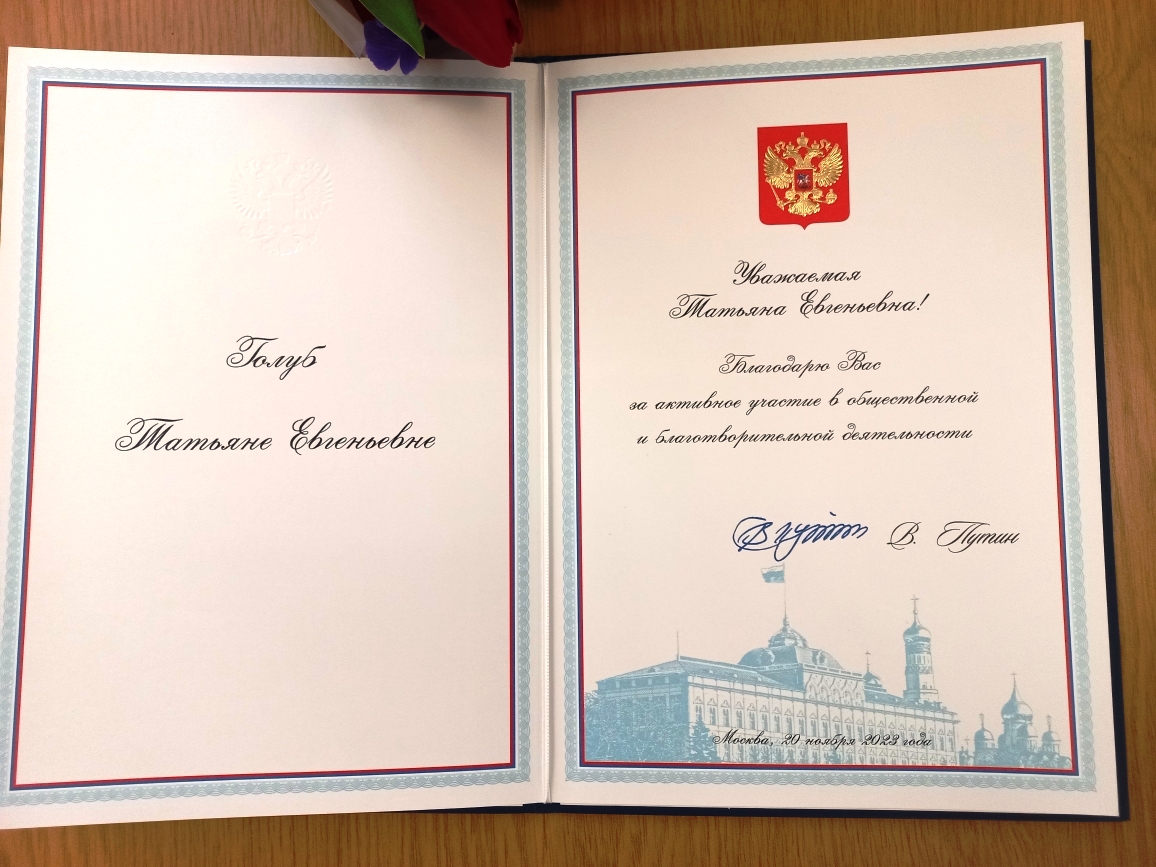 Голуб
Татьяне Евгеньевне
Уважаемая
Татьяна Евгеньевна!
Благодарю Вас
за активное участие в общественной
и благотворительной деятельности
В. Путин
Москва, 20 ноября 2023 года